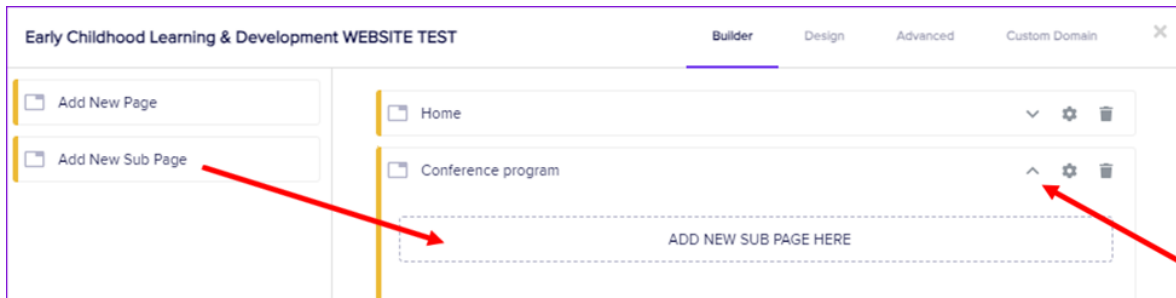 Early Childhood Learning & Development WEBSITE TEST
Builder
Design
Advanced
Custom Domain
Add New Page
Add New Sub Page
Home
Conference program
ADD NEW SUB PAGE HERE